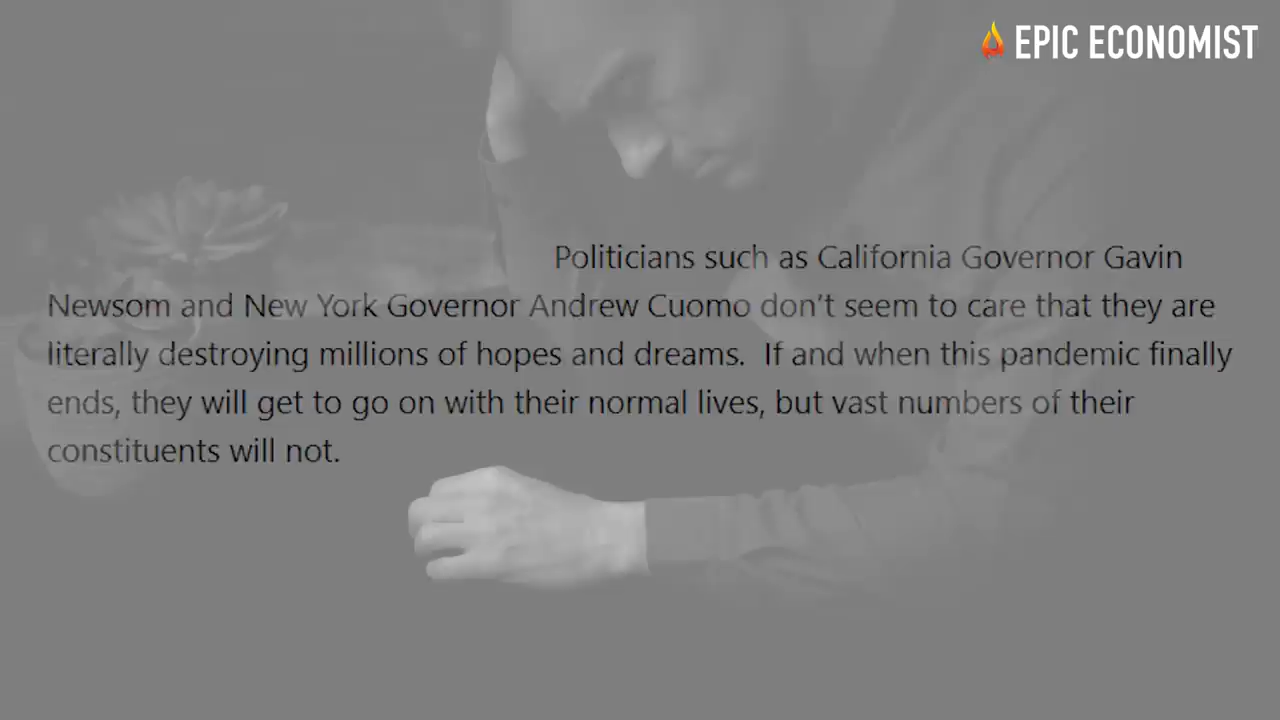 EPIC ECONOMIST
Politicians such as California Governor Gavin
Newsom and New York Governor Andrew Cuomo don’t seem to care that they are
literally destroying millions of hopes and dreams.  If and when this pandemic finally
ends, they will get to go on with their normal lives, but vast numbers of their
constituents will not.